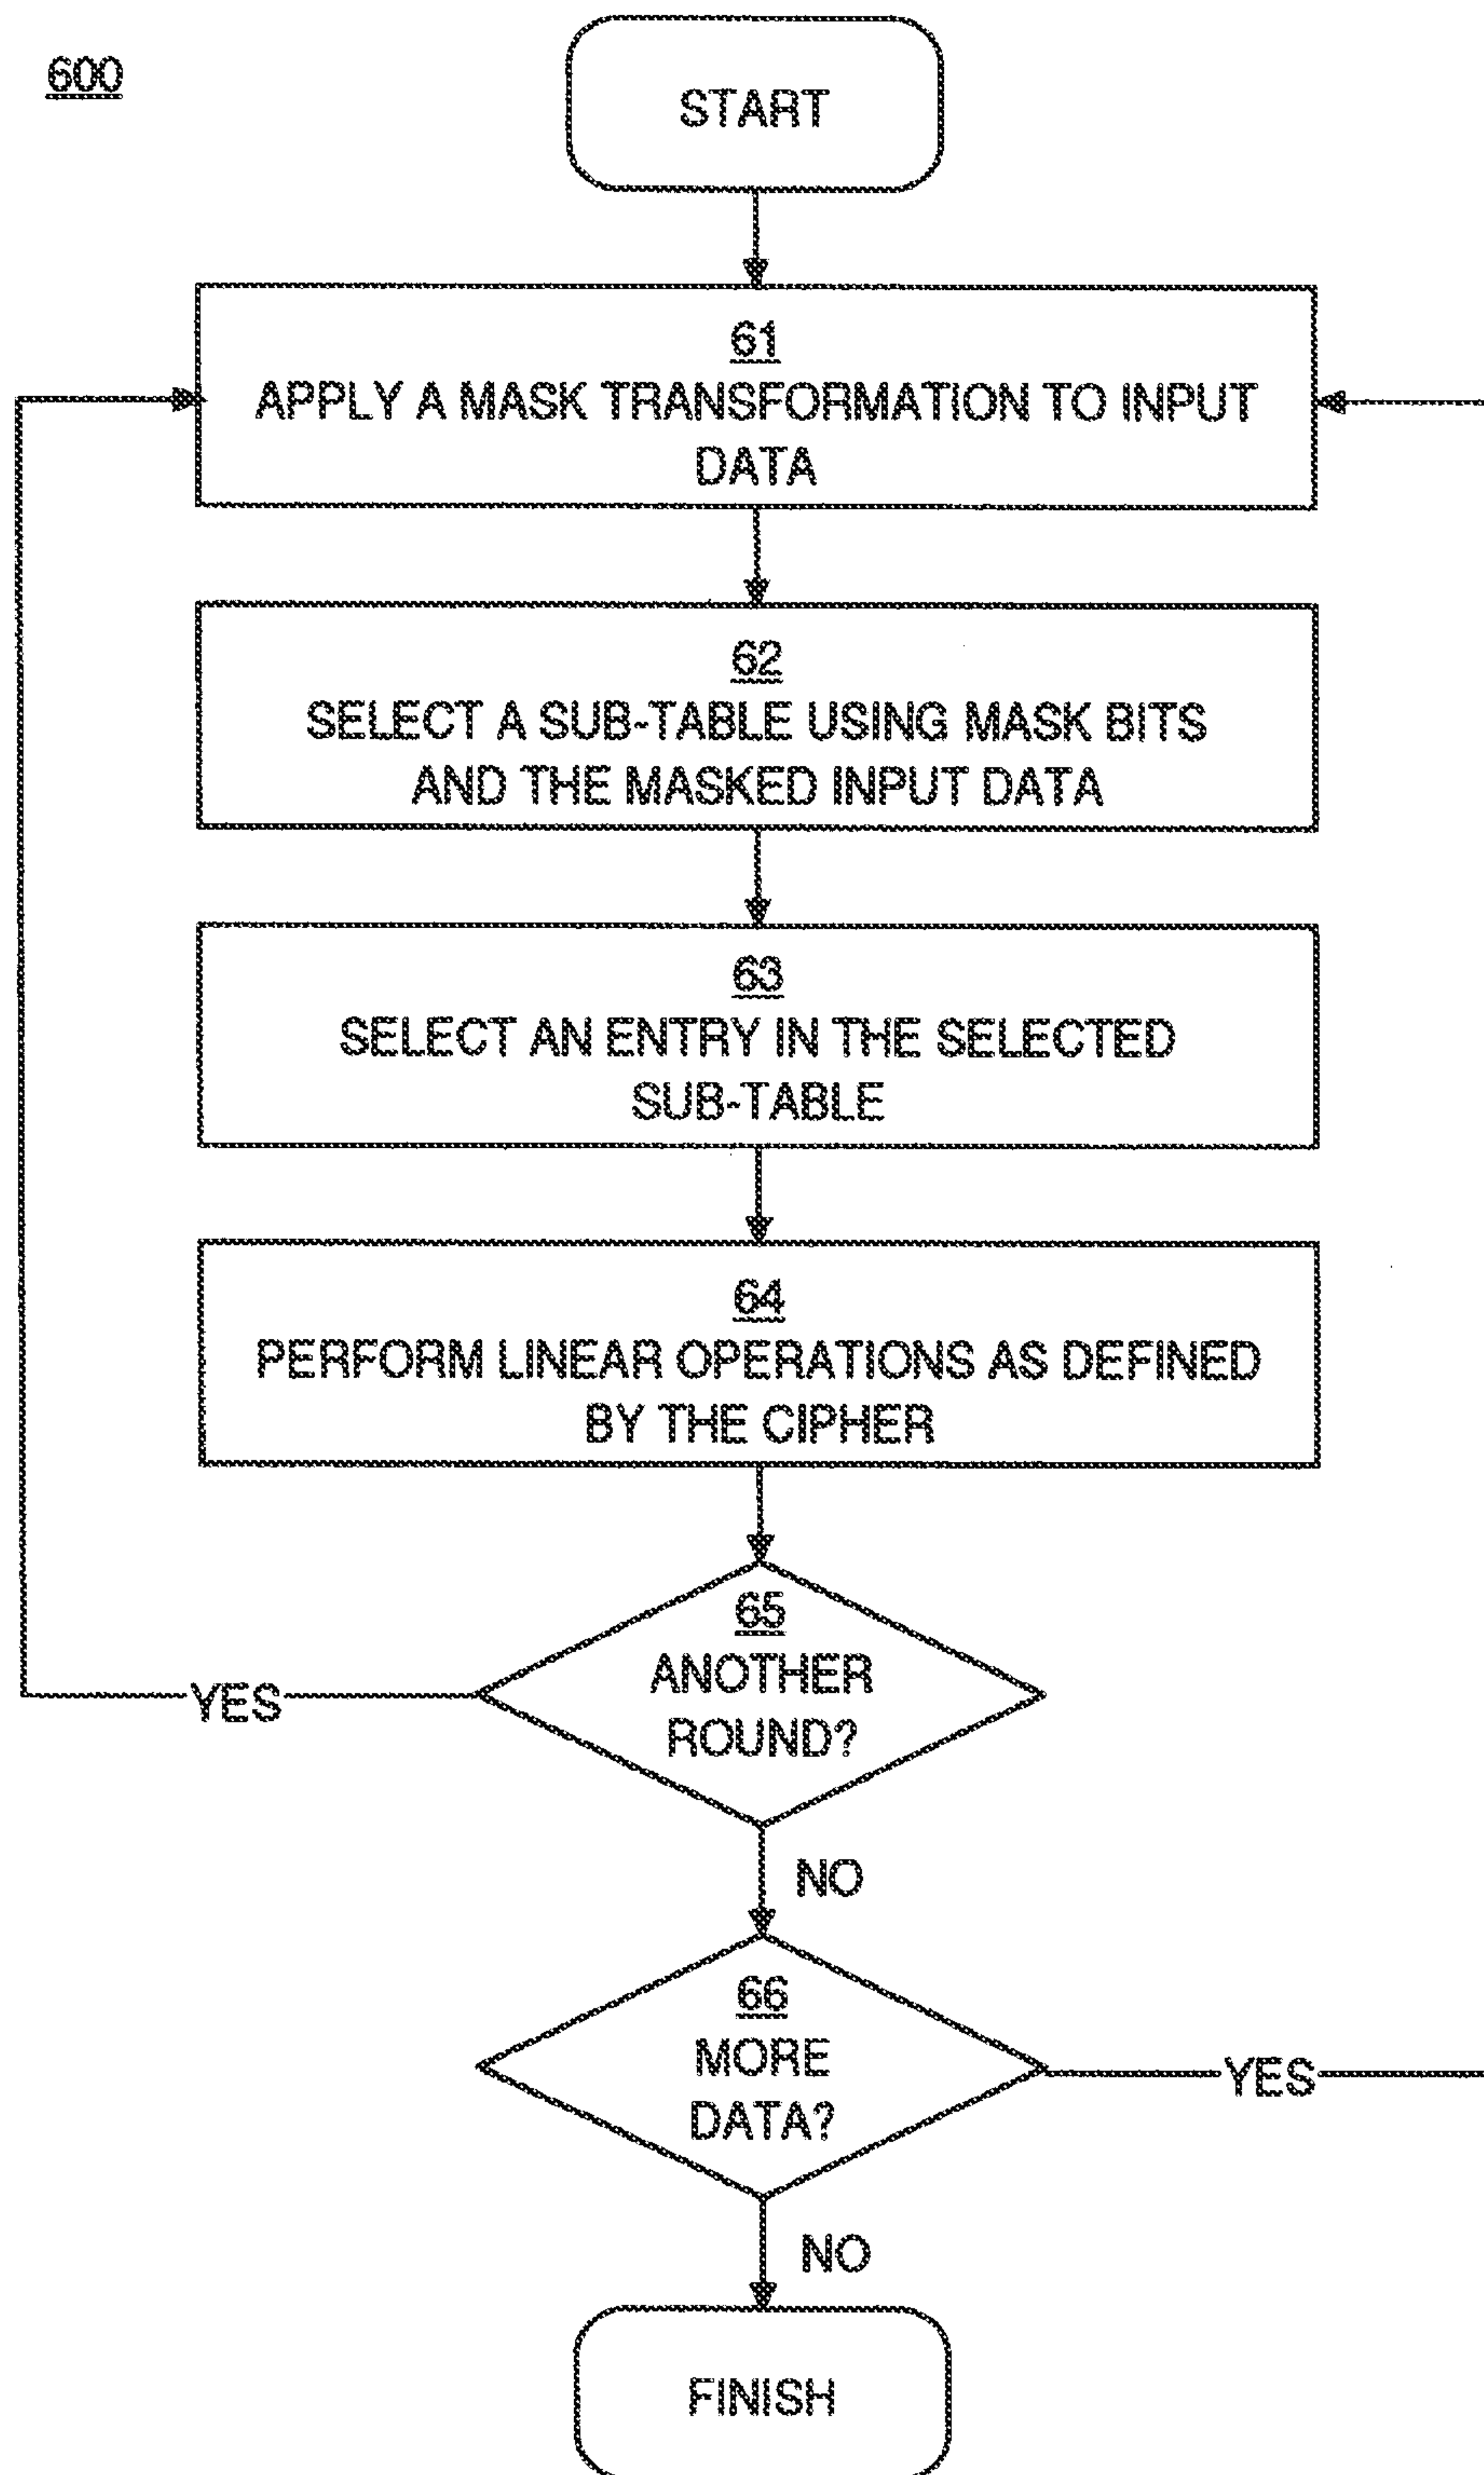 600
START
61
APPLY A MASK TRANSFORMATION TO INPUT
DATA
62
SELECT A SUB-TABLE USING MASK BITS
AND THE MASKED INPUT DATA
63
SELECT AN ENTRY IN THE SELECTED
SUB-TABLE
64
PERFORM LINEAR OPERATIONS AS DEFINED
BY THE CIPHER
65
ANOTHER
ROUND?
YES
NO
66
MORE
DATA?
YES
NO
FINISH